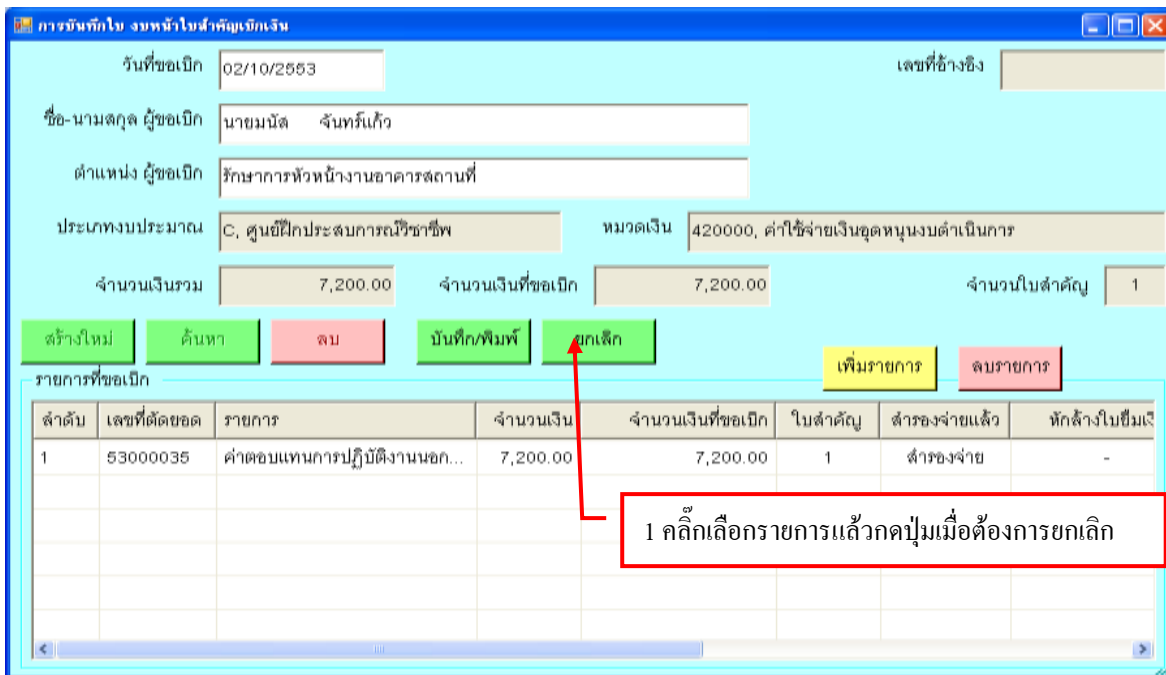 การบันทึกใบ งบหน้าใบสำคัญเบิกเงิน
วันที่ขอเบิก 02/10/2553 เลขที่อ้างอิง
ชื่อ-นามสกุล ผู้ขอเบิก นายมนัส จันทร์แก้ว
ตำแหน่ง ผู้ขอเบิก รักษาการหัวหน้างานอาคารสถานที่
ประเภทงบประมาณ C, ศูนย์ฝึกประสบการณ์วิชาชีพ หมวดเงิน 420000, ค่าใช้จ่ายเงินอุดหนุนงบดำเนินการ
จำนวนเงินรวม 7,200.00 จำนวนเงินที่ขอเบิก 7,200.00 จำนวนใบสำคัญ 1
สร้างใหม่ ค้นหา ลบ บันทึก/พิมพ์ ยกเลิก
เพิ่มรายการ ลบรายการ
รายการที่ขอเบิก
ลำดับ เลขที่ตัดยอด รายการ จำนวนเงิน จำนวนเงินที่ขอเบิก ใบสำคัญ สำรองจ่ายแล้ว หักล้างใบยืมเงิ
1 53000035 ค่าตอบแทนการปฏิบัติงานนอก... 7,200.00 7,200.00 1 สำรองจ่าย -
1 คลิ๊กเลือกรายการแล้วกดปุ่มเมื่อต้องการยกเลิก